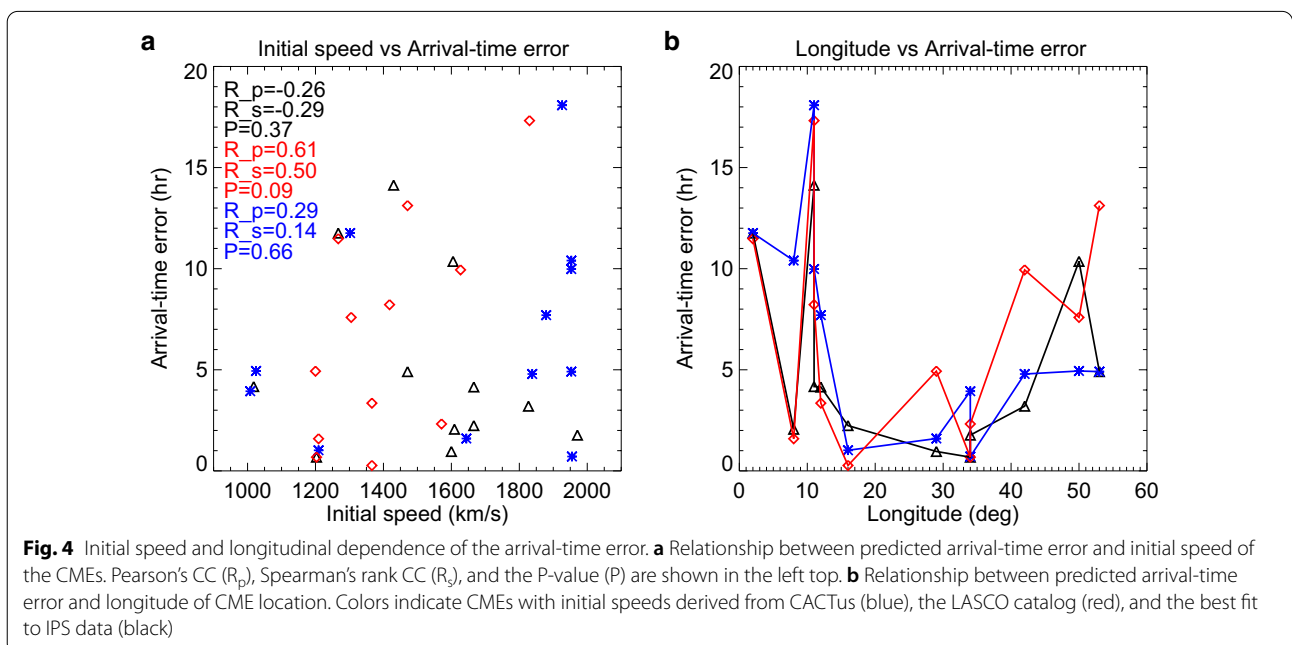 a
Initial speed vs Arrival-time error
20
15
10
5
0
Arrival-time error (hr)
R_p=-0.26
R_s=-0.29
P=0.37
R_p=0.61
R_s=0.50
P=0.09
R_p=0.29
R_s=0.14
P=0.66
1000 1200 1400 1600 1800 2000
Initial speed (km/s)
b
Longitude vs Arrival-time error
20
15
10
5
0
Arrival-time error (hr)
0 10 20 30 40 50 60
Longitude (deg)
Fig. 4 Initial speed and longitudinal dependence of the arrival-time error. a Relationship between predicted arrival-time error and initial speed of
the CMEs. Pearson's CC (Rp), Spearman's rank CC (Rs), and the P-value (P) are shown in the left top. b Relationship between predicted arrival-time
error and longitude of CME location. Colors indicate CMEs with initial speeds derived from CACTus (blue), the LASCO catalog (red), and the best fit
to IPS data (black)